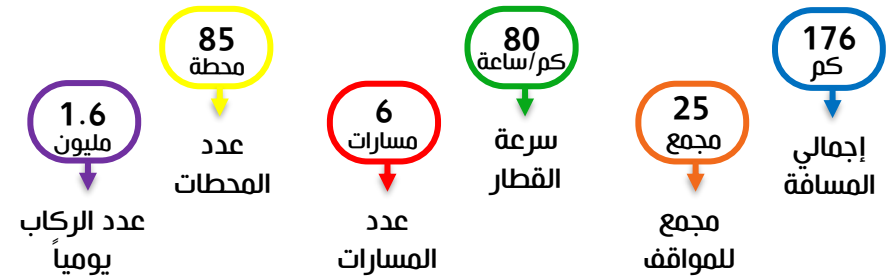 176
كم
إجمالي
المسافة
25
مجمع
مجمع
للمواقف
80
كم/ساعة
سرعة
القطار
6
مسارات
عدد
المسارات
85
محطة
عدد
المحطات
1.6
مليون
عدد الركاب
يومياً